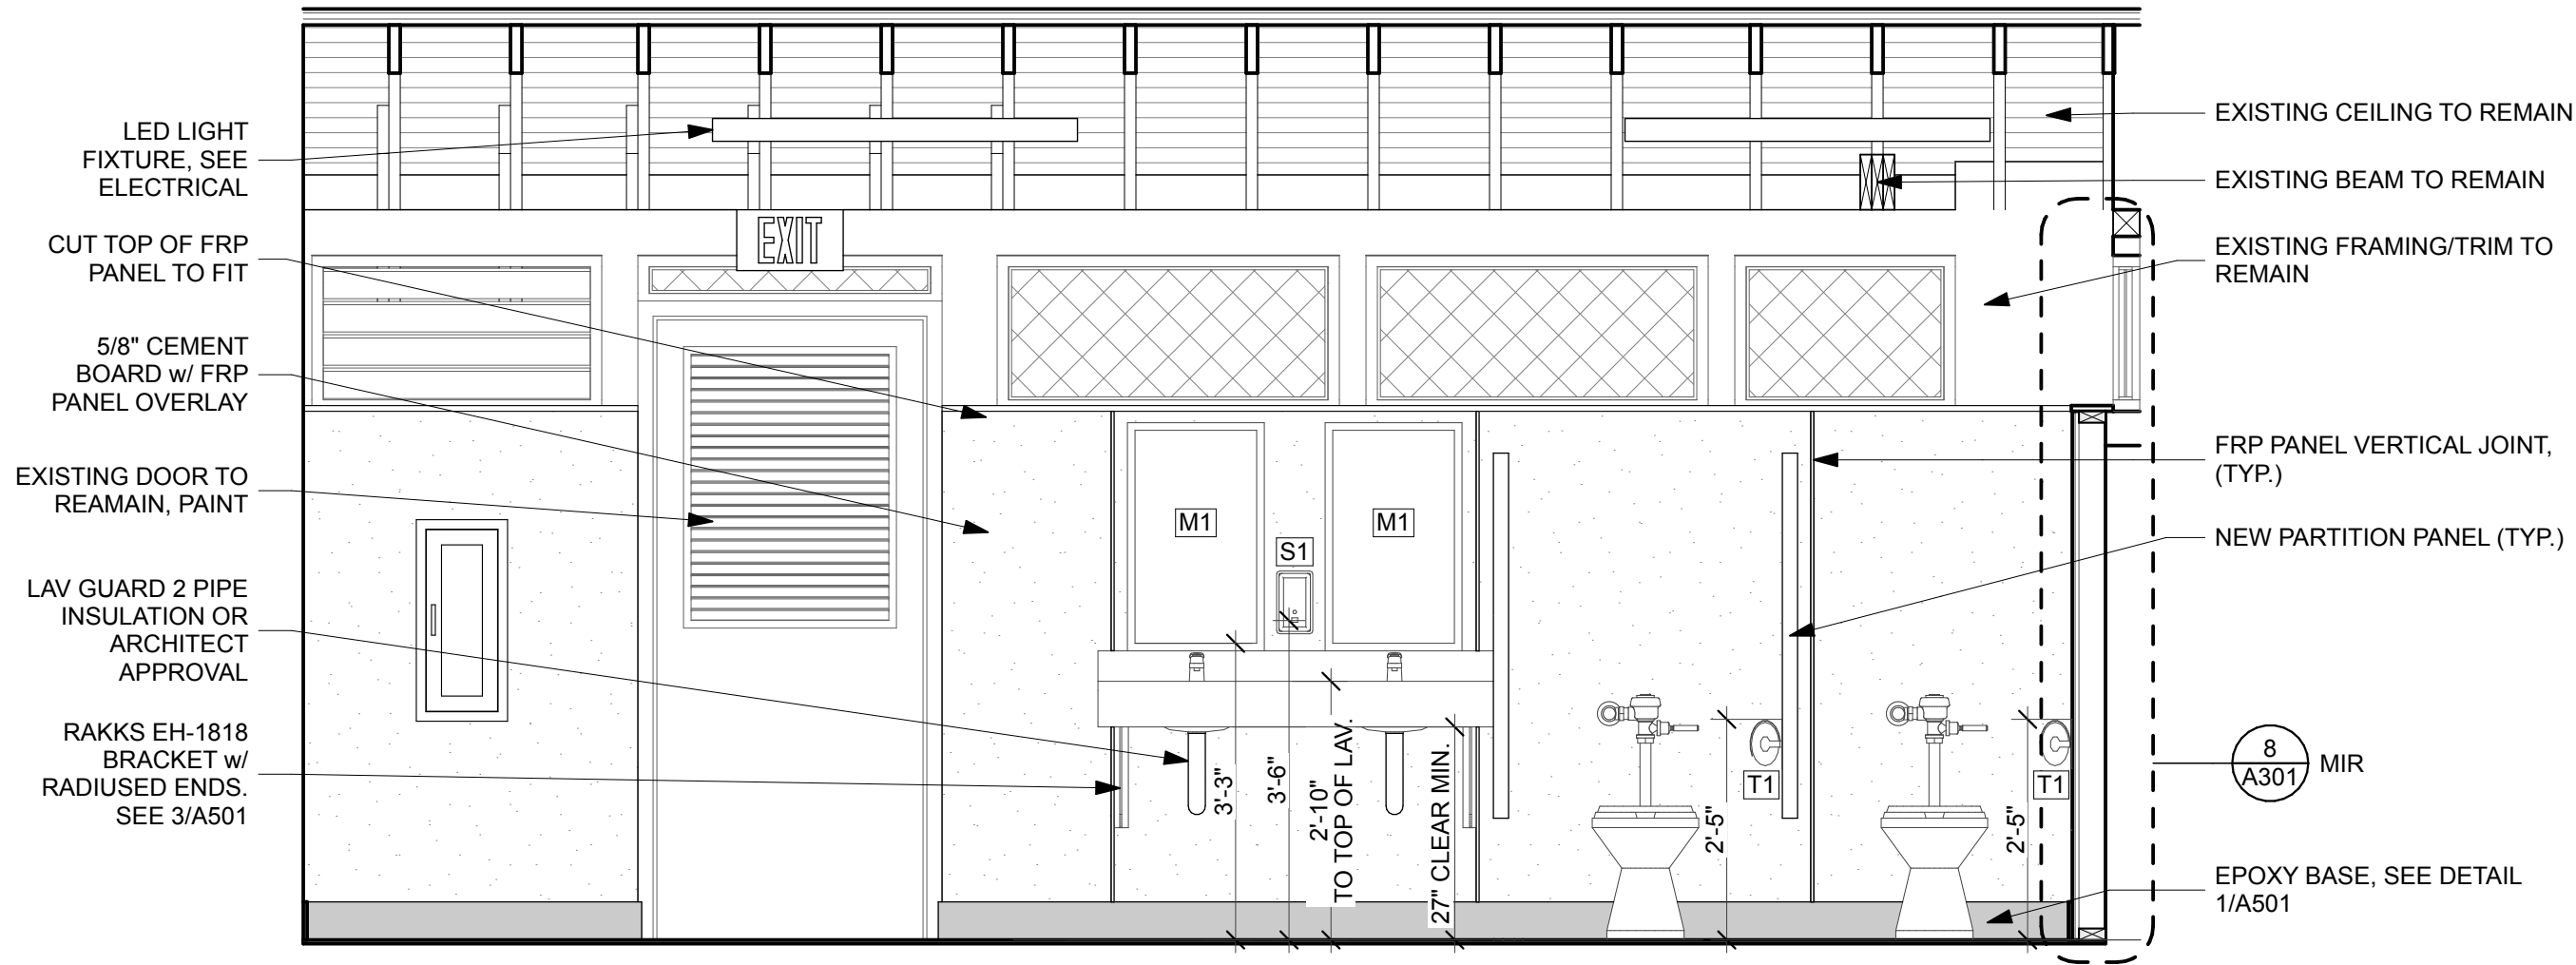 LED LIGHT
FIXTURE, SEE
ELECTRICAL
CUT TOP OF FRP
PANEL TO FIT
5/8" CEMENT
BOARD w/ FRP
PANEL OVERLAY
EXISTING DOOR TO
REAMAIN, PAINT
LAV GUARD 2 PIPE
INSULATION OR
ARCHITECT
APPROVAL
RAKKS EH-1818
BRACKET w/
RADIUSED ENDS.
SEE 3/A501
EXIT
M1
S1
M1
3'-3"
3'-6"
2'-10"
TO TOP OF LAV.
27" CLEAR MIN.
T1
2'-5"
T1
2'-5"
EXISTING CEILING TO REMAIN
EXISTING BEAM TO REMAIN
EXISTING FRAMING/TRIM TO
REMAIN
FRP PANEL VERTICAL JOINT,
(TYP.)
NEW PARTITION PANEL (TYP.)
8
A301
MIR
EPOXY BASE, SEE DETAIL
1/A501